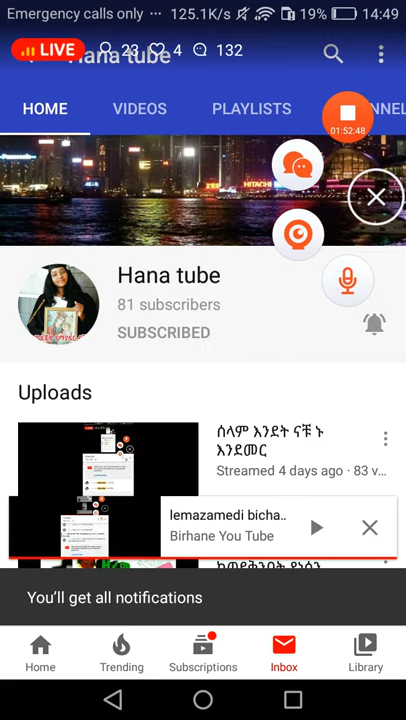 Emergency calls only ··· 125.1K/s 19% 14:49
LIVE 23 4 132
Hana tube
HOME VIDEOS PLAYLISTS NNEL
01:52:48
HITACHI
Hana tube
81 subscribers
SUBSCRIBED
Uploads
ሰላም እንደት ናቹ ኑ
እንደመር
Streamed 4 days ago · 83 v...
lemazamedi bicha..
Birhane You Tube
You'll get all notifications
Home Trending Subscriptions Inbox Library